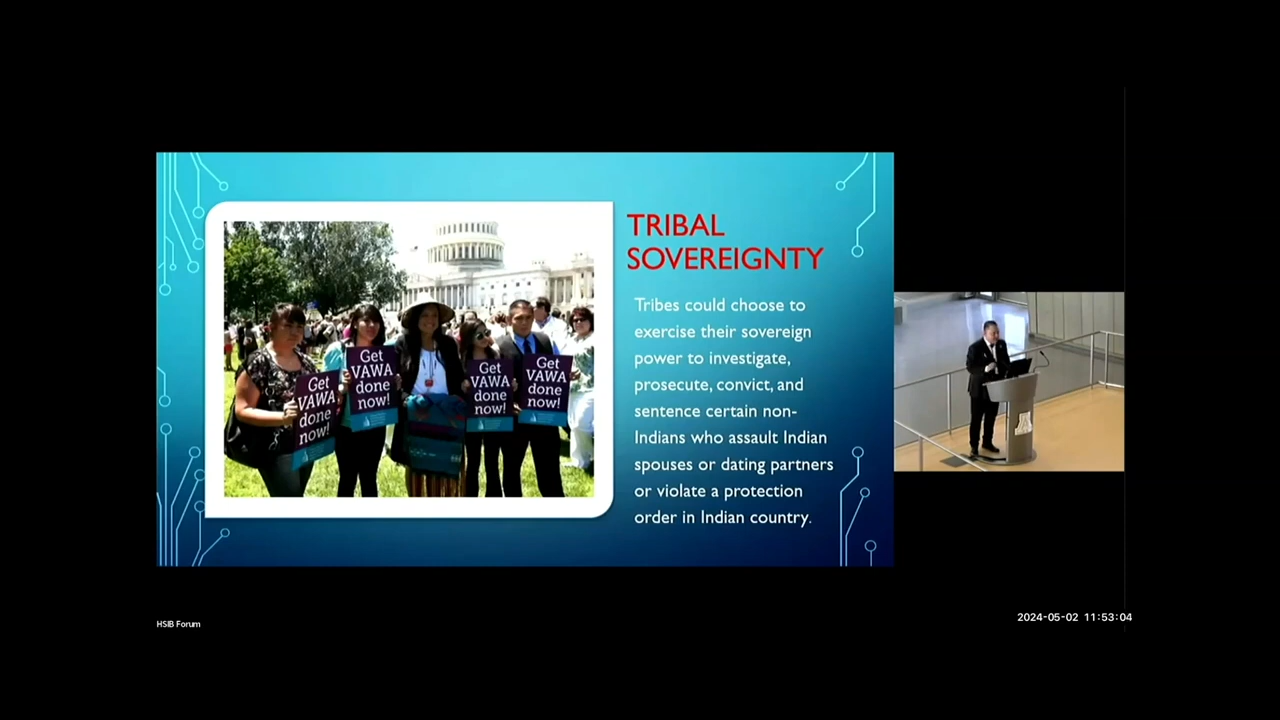 TRIBAL
SOVEREIGNTY
Tribes could choose to
exercise their sovereign
power to investigate,
prosecute, convict, and
sentence certain non-
Indians who assault Indian
spouses or dating partners
or violate a protection
order in Indian country.
Get
VAWA
done
now!
Get
VAWA
done
now!
Get
VAWA
done
now!
Get
VAWA
done
now!
A
HSIB Forum
2024-05-02 11:53:04